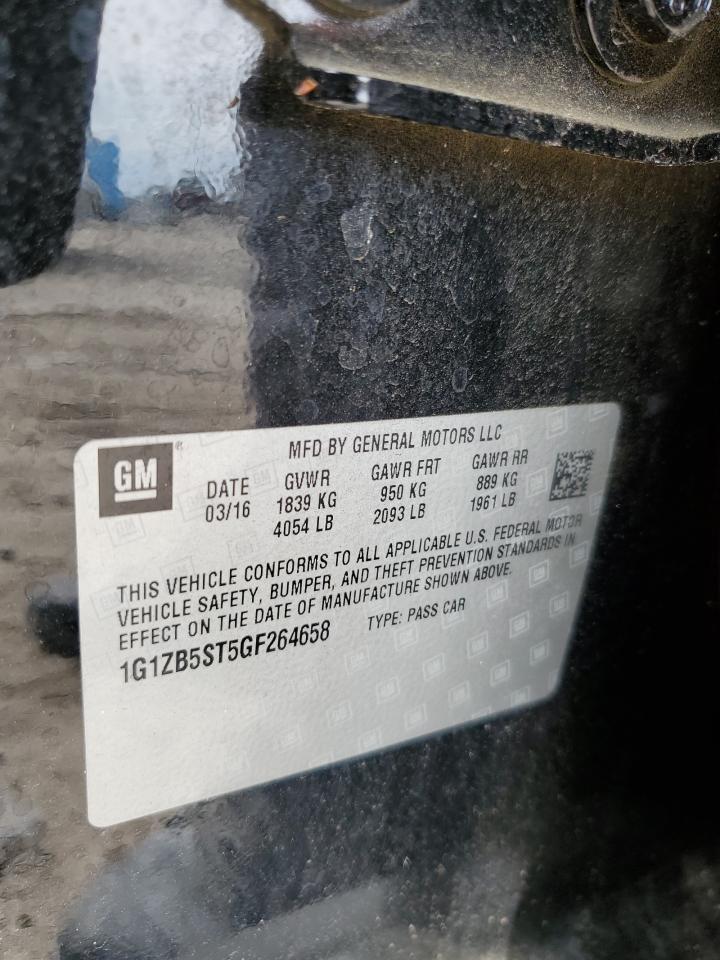 GM
MFD BY GENERAL MOTORS LLC
DATE GVWR GAWR FRT GAWR RR
03/16 1839 KG 950 KG 889 KG
4054 LB 2093 LB 1961 LB
THIS VEHICLE CONFORMS TO ALL APPLICABLE U.S. FEDERAL MOTOR
VEHICLE SAFETY, BUMPER, AND THEFT PREVENTION STANDARDS IN
EFFECT ON THE DATE OF MANUFACTURE SHOWN ABOVE.
1G1ZB5ST5GF264658 TYPE: PASS CAR